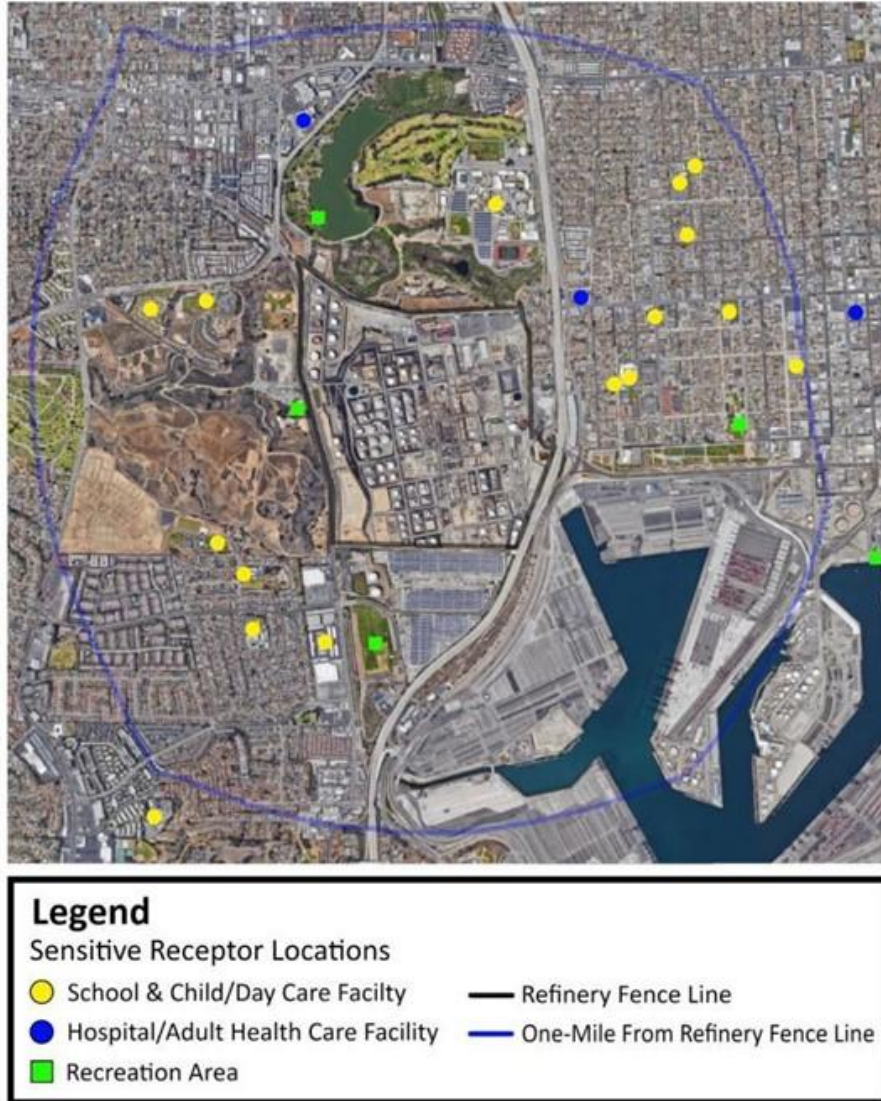 Legend
Sensitive Receptor Locations
School & Child/Day Care Facilty
Hospital/Adult Health Care Facility
Recreation Area
Refinery Fence Line
One-Mile From Refinery Fence Line